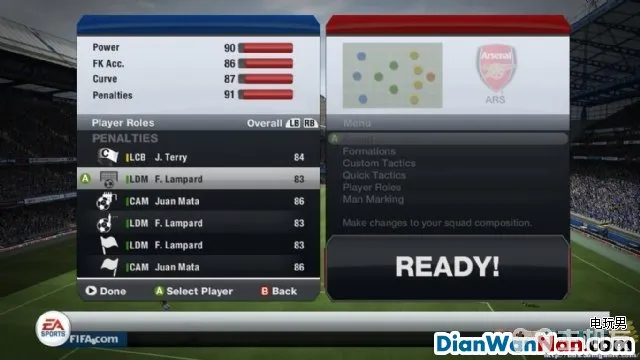 Power 90
FK Acc. 86
Curve 87
Penalties 91
Player Roles Overall LB RB
PENALTIES
C LCB J. Terry 84
A LDM F. Lampard 83
CAM Juan Mata 86
LDM F. Lampard 83
LDM F. Lampard 83
CAM Juan Mata 86
Done A Select Player B Back
Arsenal
ARS
Menu
A
Formations
Custom Tactics
Quick Tactics
Player Roles
Man Marking
Make changes to your squad composition.
READY!
EA
SPORTS
FIFA.com
电玩男
DianWanNan.com